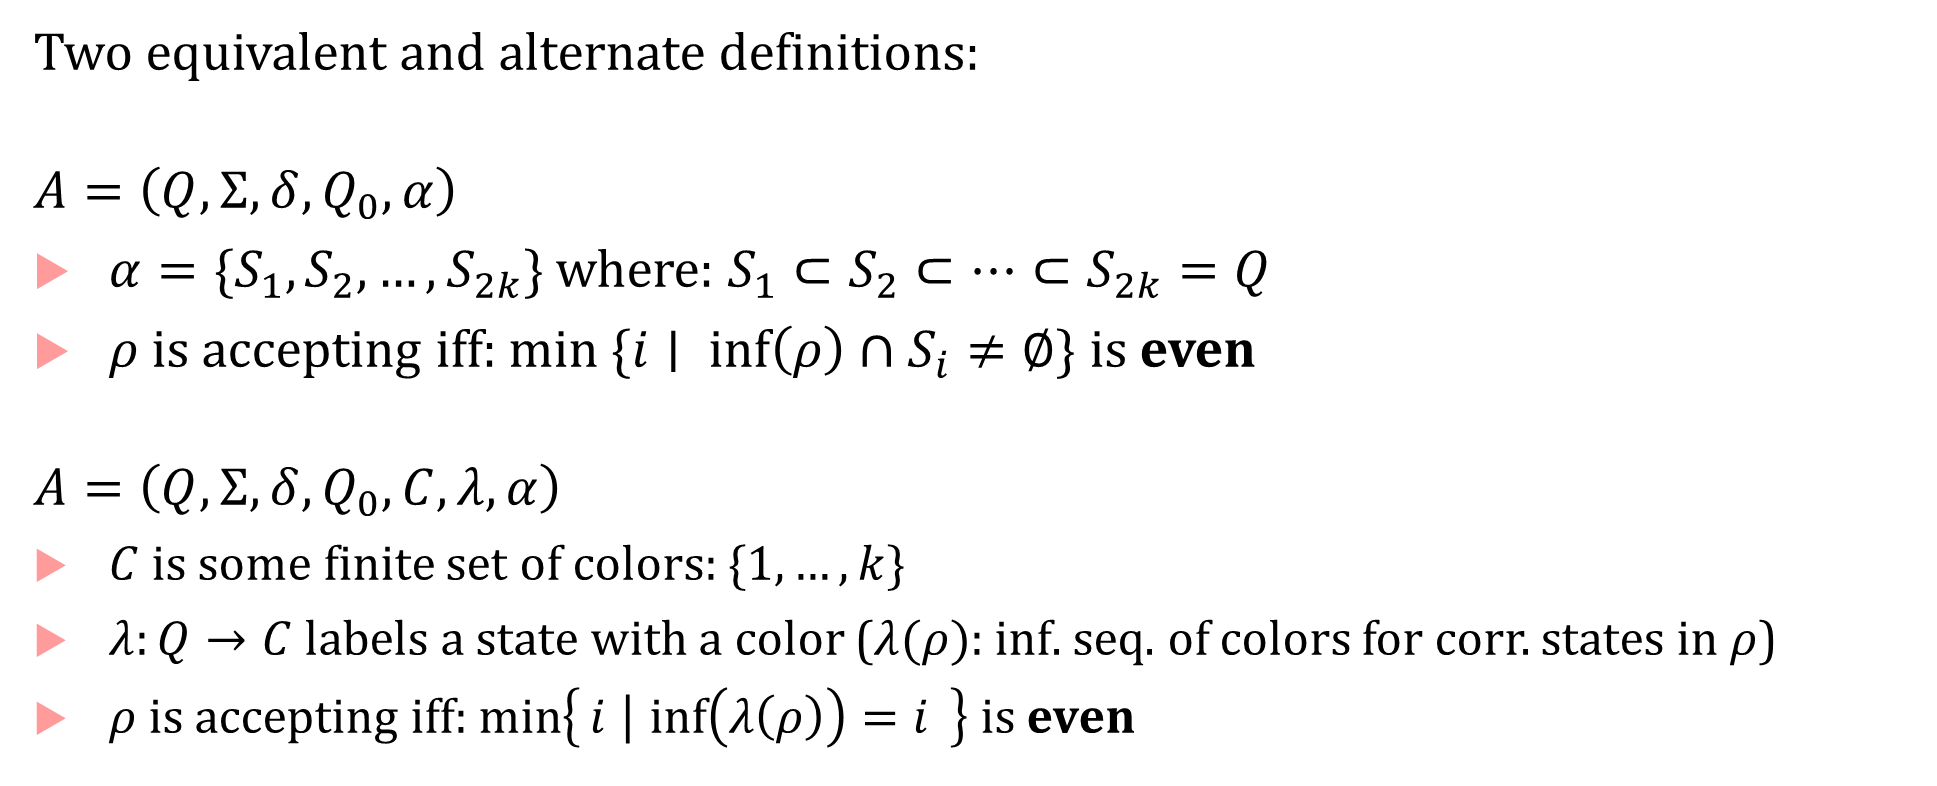 Two equivalent and alternate definitions:
A = (Q, Σ, δ, Q₀, α)
▶ α = {S₁, S₂, … , S₂ₖ} where: S₁ ⊂ S₂ ⊂ ⋯ ⊂ S₂ₖ = Q
▶ ρ is accepting iff: min {i | inf(ρ) ∩ Sᵢ ≠ ∅} is even
A = (Q, Σ, δ, Q₀, C, λ, α)
▶ C is some finite set of colors: {1, … , k}
▶ λ: Q → C labels a state with a color (λ(ρ): inf. seq. of colors for corr. states in ρ)
▶ ρ is accepting iff: min{ i | inf(λ(ρ)) = i } is even